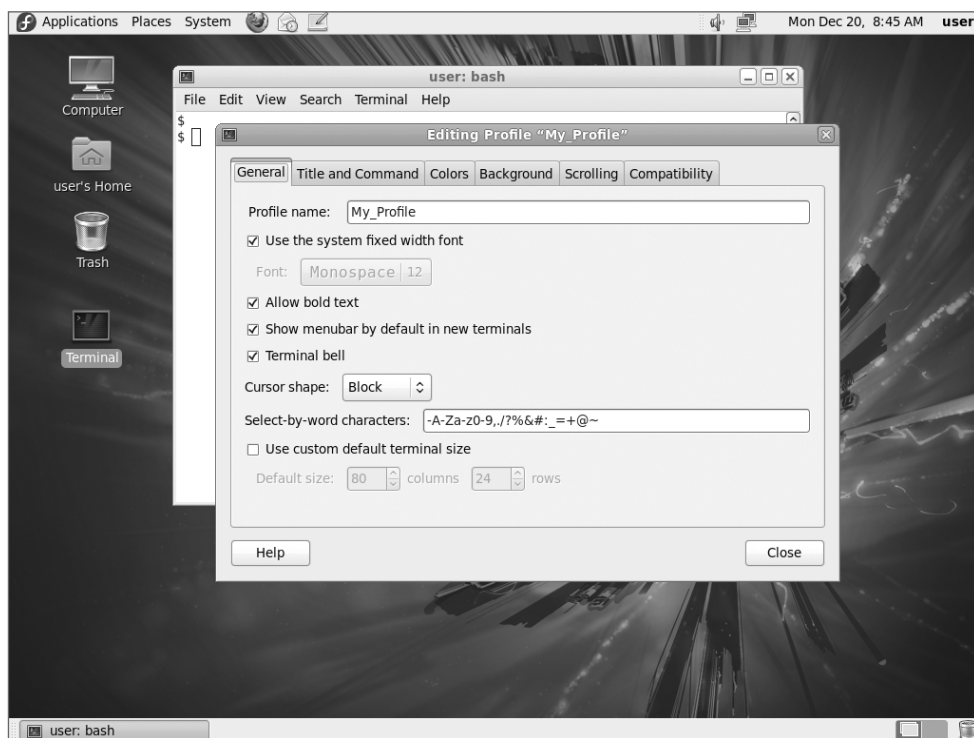 Applications Places System Mon Dec 20, 8:45 AM user
Computer
user's Home
Trash
Terminal
user: bash
File Edit View Search Terminal Help
$
$
Editing Profile “My_Profile”
General Title and Command Colors Background Scrolling Compatibility
Profile name: My_Profile
Use the system fixed width font
Font: Monospace 12
Allow bold text
Show menubar by default in new terminals
Terminal bell
Cursor shape: Block
Select-by-word characters: -A-Za-z0-9,./?%&#:_=+@~
Use custom default terminal size
Default size: 80 columns 24 rows
Help Close
user: bash